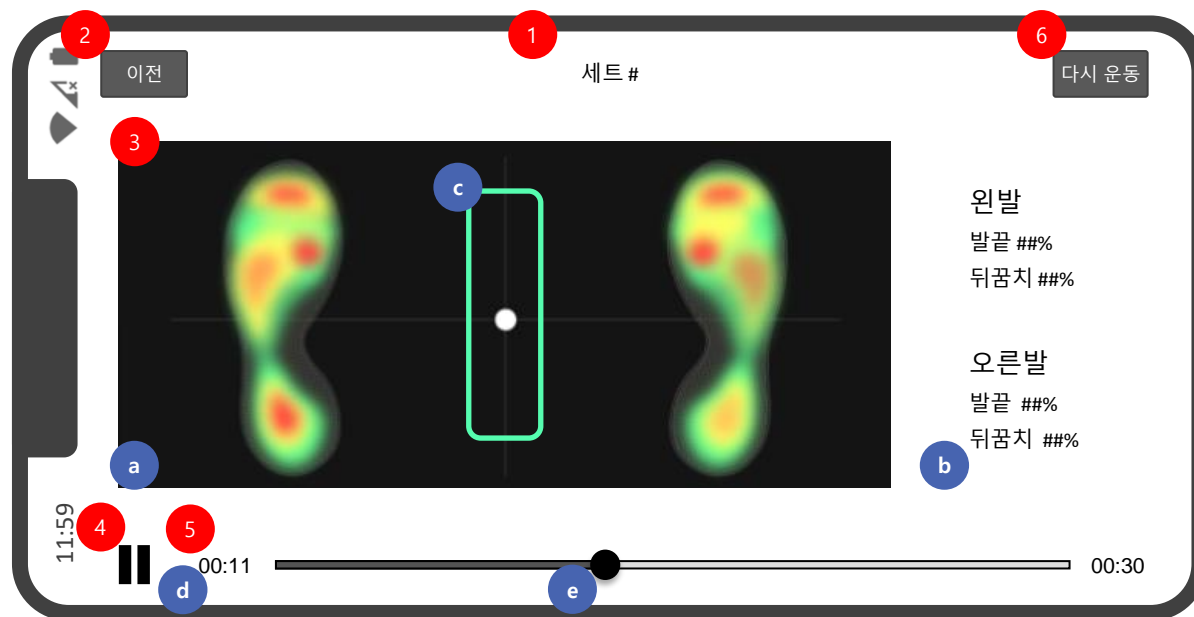 2
1
6
이전
세트 #
다시 운동
3
c
왼발
발끝 ##%
뒤꿈치 ##%
오른발
발끝 ##%
뒤꿈치 ##%
a
b
11:59
4
5
00:11
00:30
d
e